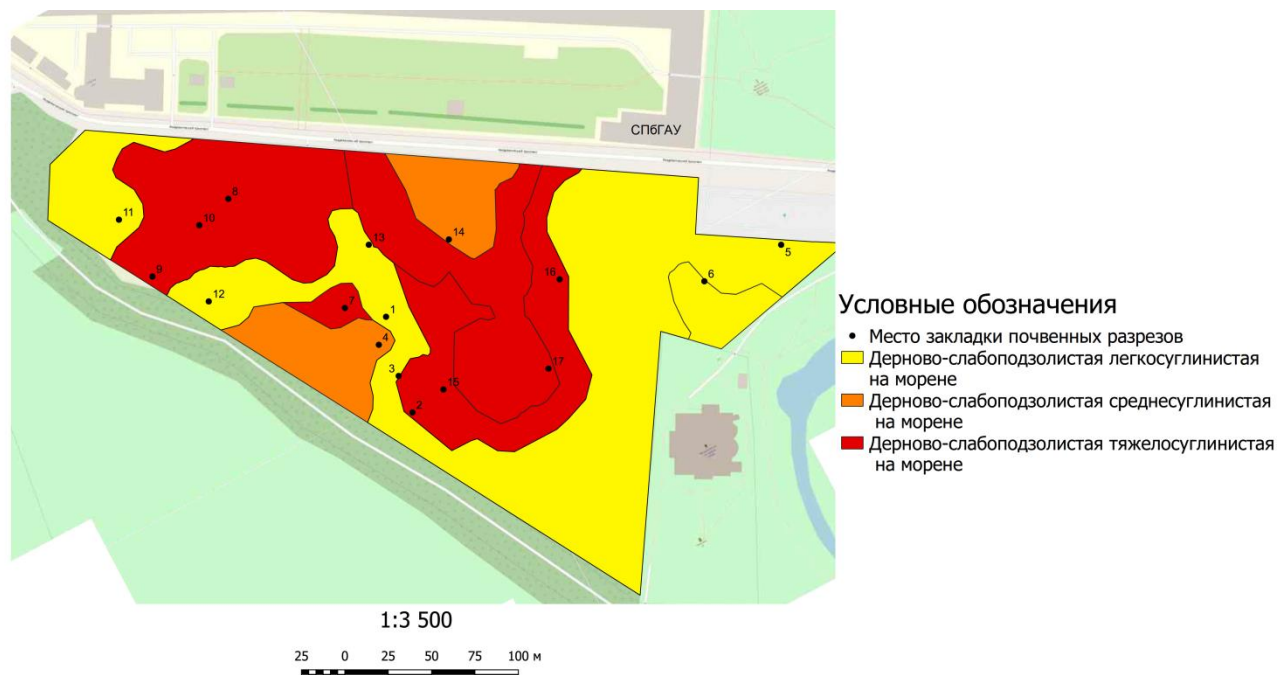 СПбГАУ
8
11
10
13
14
5
9
16
6
12
7
1
4
3
17
15
2
Условные обозначения
Место закладки почвенных разрезов
Дерново-слабоподзолистая легкосуглинистая
на морене
Дерново-слабоподзолистая среднесуглинистая
на морене
Дерново-слабоподзолистая тяжелосуглинистая
на морене
1:3 500
25 0 25 50 75 100 м